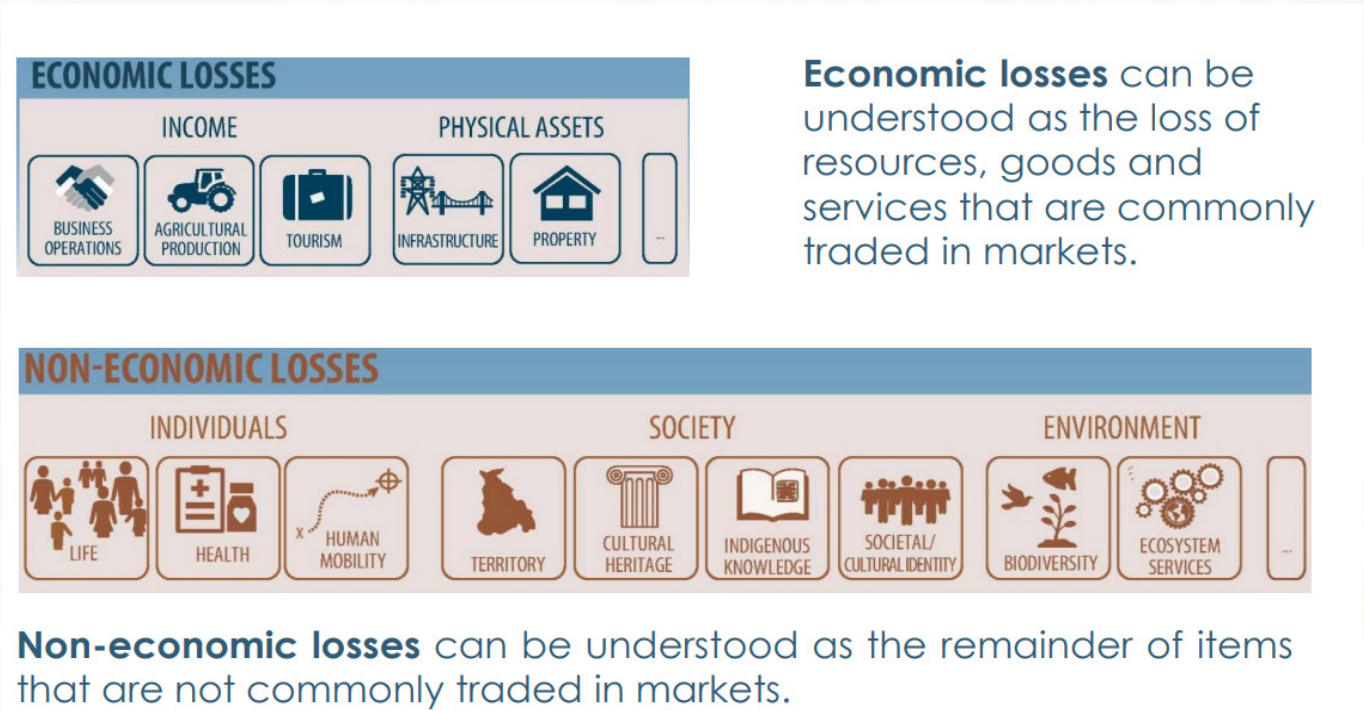 ECONOMIC LOSSES
INCOME
PHYSICAL ASSETS
BUSINESS
OPERATIONS
AGRICULTURAL
PRODUCTION
TOURISM
INFRASTRUCTURE
PROPERTY
...
Economic losses can be
understood as the loss of
resources, goods and
services that are commonly
traded in markets.
NON-ECONOMIC LOSSES
INDIVIDUALS
SOCIETY
ENVIRONMENT
LIFE
HEALTH
X
HUMAN
MOBILITY
TERRITORY
CULTURAL
HERITAGE
INDIGENOUS
KNOWLEDGE
SOCIETAL/
CULTURAL IDENTITY
BIODIVERSITY
ECOSYSTEM
SERVICES
...
Non-economic losses can be understood as the remainder of items
that are not commonly traded in markets.